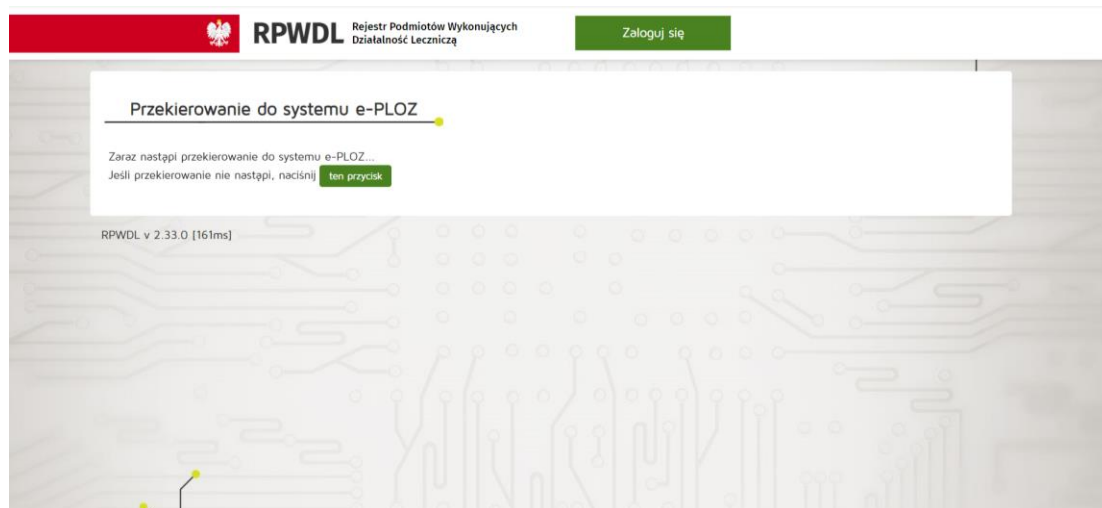 RPWDL
Rejestr Podmiotów Wykonujących
Działalność Leczniczą
Zaloguj się
Przekierowanie do systemu e-PLOZ
Zaraz nastąpi przekierowanie do systemu e-PLOZ...
Jeśli przekierowanie nie nastąpi, naciśnij ten przycisk
RPWDL v 2.33.0 [161ms]